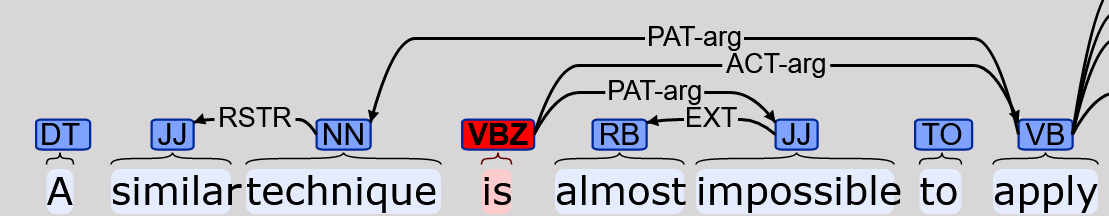 PAT-arg
ACT-arg
PAT-arg
RSTR EXT
DT JJ NN VBZ RB JJ TO VB
A similar technique is almost impossible to apply